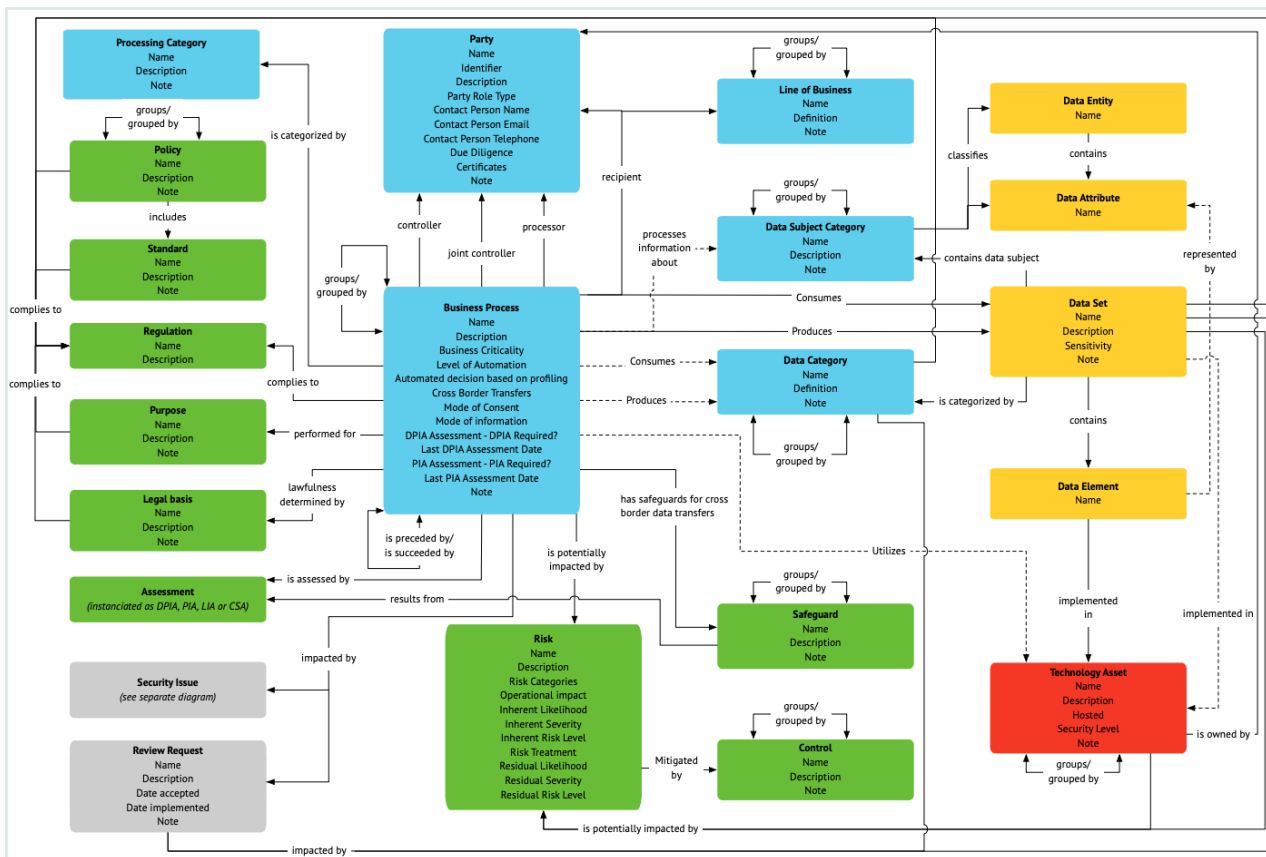 Processing Category
Name
Description
Note
Party
Name
Identifier
Description
Party Role Type
Contact Person Name
Contact Person Email
Contact Person Telephone
Due Diligence
Certificates
Note
groups/
grouped by
Line of Business
Name
Definition
Note
Data Entity
Name
groups/
grouped by
is categorized by
Policy
Name
Description
Note
recipient
classifies
contains
groups/
grouped by
Data Attribute
Name
includes
controller
joint controller
processor
processes
information
about
Data Subject Category
Name
Description
Note
contains data subject
represented
by
Standard
Name
Description
Note
groups/
grouped by
complies to
Business Process
Name
Description
Business Criticality
Level of Automation
Automated decision based on profiling
Cross Border Transfers
Mode of Consent
Mode of information
DPIA Assessment - DPIA Required?
Last DPIA Assessment Date
PIA Assessment - PIA Required?
Last PIA Assessment Date
Note
Consumes
Produces
Data Set
Name
Description
Sensitivity
Note
Regulation
Name
Description
complies to
complies to
Consumes
Produces
Data Category
Name
Definition
Note
is categorized by
Purpose
Name
Description
Note
performed for
groups/
grouped by
contains
Legal basis
Name
Description
Note
lawfulness
determined by
has safeguards for cross
border data transfers
Data Element
Name
is preceded by/
is succeeded by
is potentially
impacted by
Utilizes
is assessed by
Assessment
(instanciated as DPIA, PIA, LIA or CSA)
results from
groups/
grouped by
Safeguard
Name
Description
Note
implemented
in
implemented in
impacted by
Risk
Name
Description
Risk Categories
Operational impact
Inherent Likelihood
Inherent Severity
Inherent Risk Level
Risk Treatment
Residual Likelihood
Residual Severity
Residual Risk Level
Security Issue
(see separate diagram)
Technology Asset
Name
Description
Hosted
Security Level
Note
is owned by
groups/
grouped by
groups/
grouped by
Review Request
Name
Description
Date accepted
Date implemented
Note
Mitigated
by
Control
Name
Description
Note
is potentially impacted by
impacted by